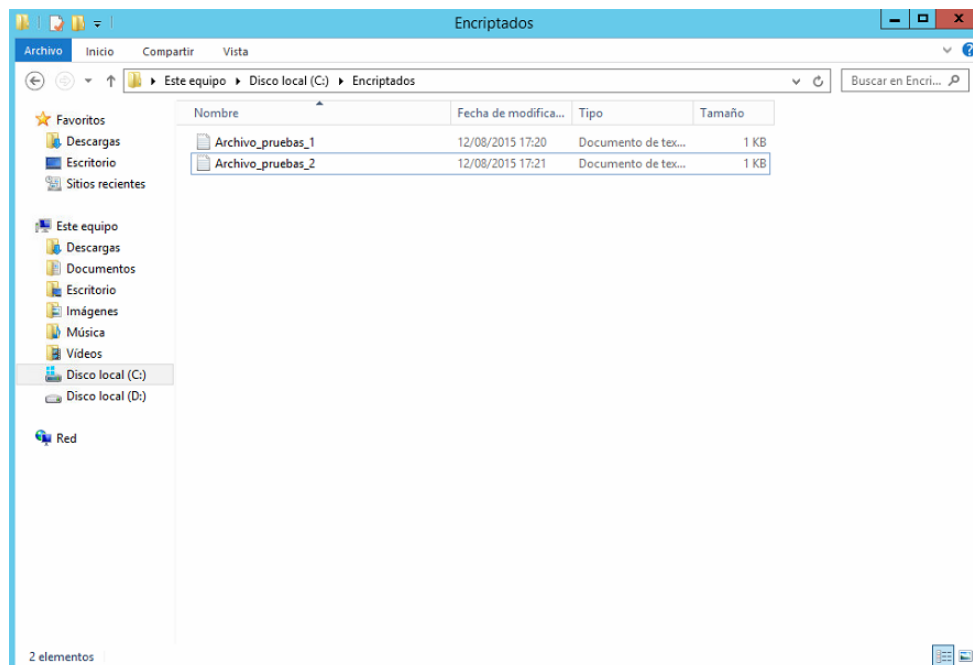 Encriptados
Archivo Inicio Compartir Vista
Este equipo Disco local (C:) Encriptados Buscar en Encri...
Favoritos
Descargas
Escritorio
Sitios recientes
Este equipo
Descargas
Documentos
Escritorio
Imágenes
Música
Vídeos
Disco local (C:)
Disco local (D:)
Red
Nombre Fecha de modifica... Tipo Tamaño
Archivo_pruebas_1 12/08/2015 17:20 Documento de tex... 1 KB
Archivo_pruebas_2 12/08/2015 17:21 Documento de tex... 1 KB
2 elementos